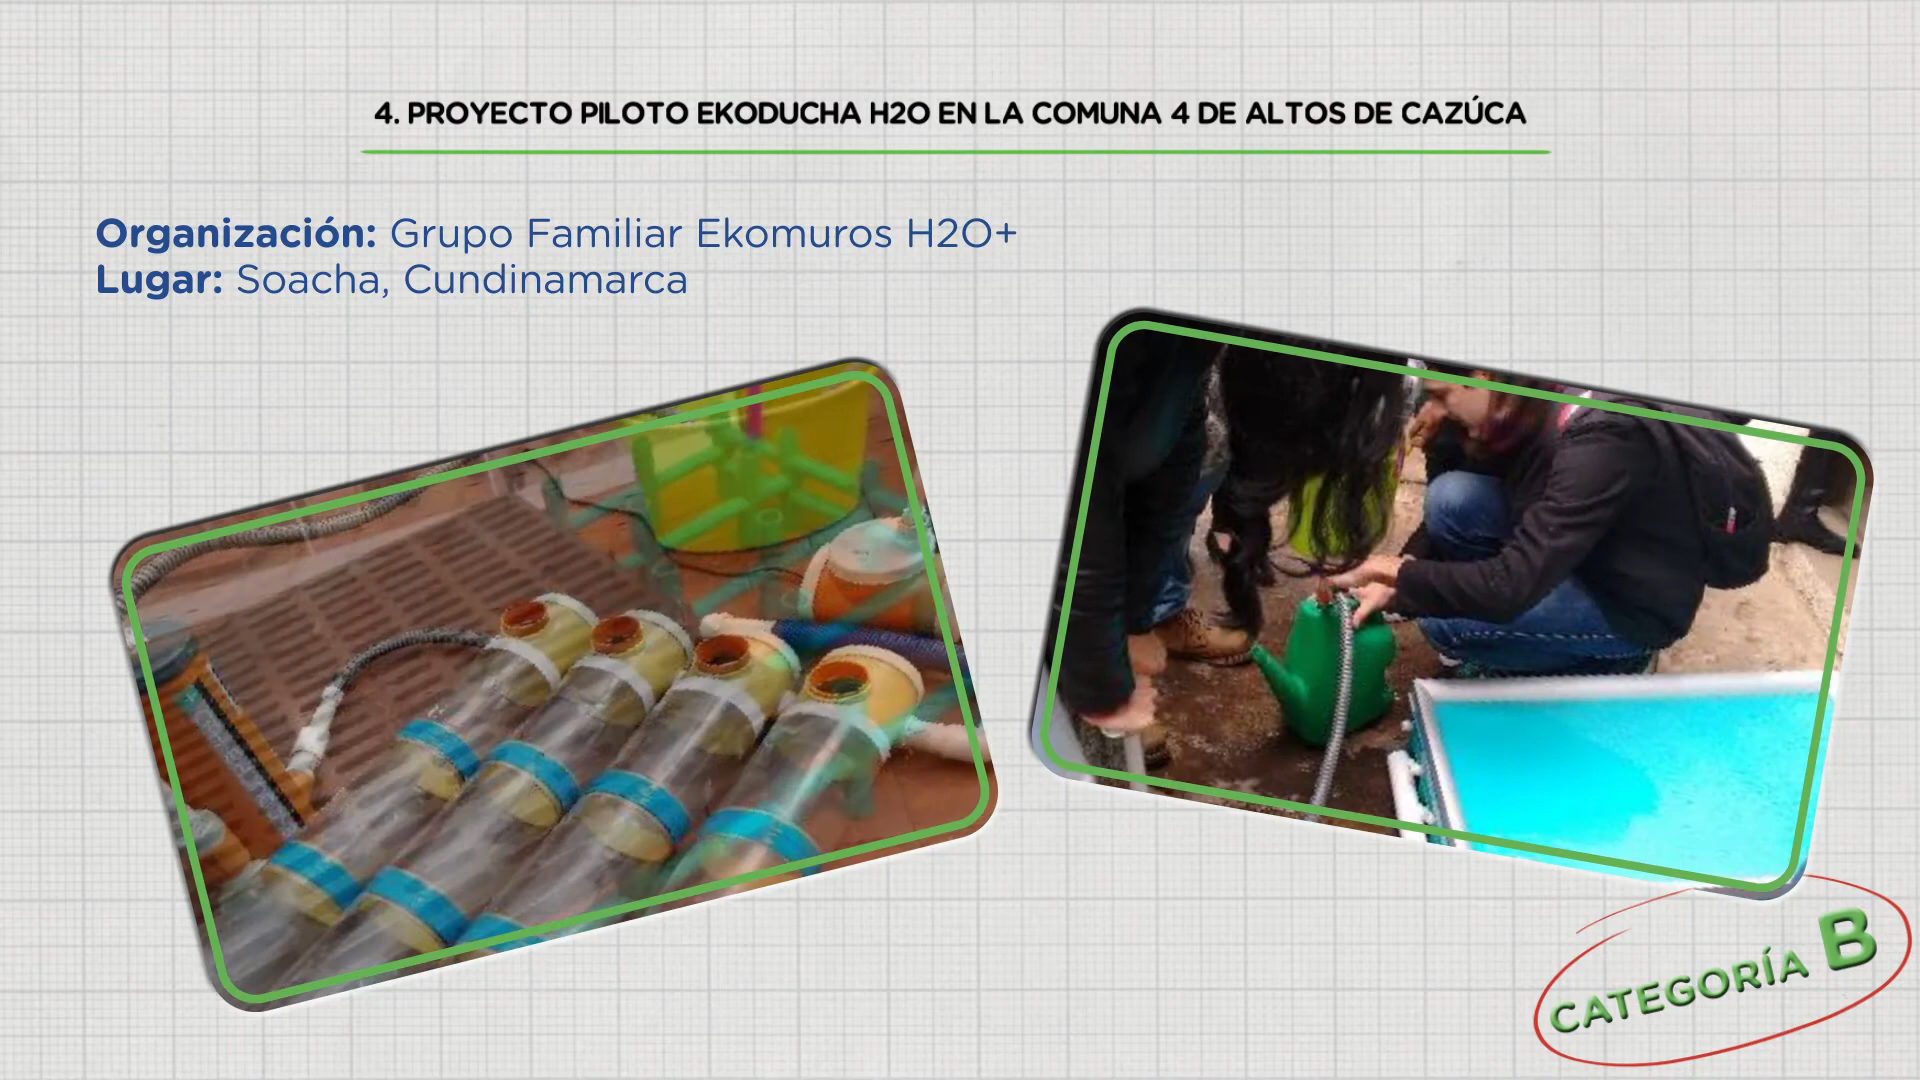 4. PROYECTO PILOTO EKODUCHA H2O EN LA COMUNA 4 DE ALTOS DE CAZÚCA
Organización: Grupo Familiar Ekomuros H2O+
Lugar: Soacha, Cundinamarca
CATEGORÍA B